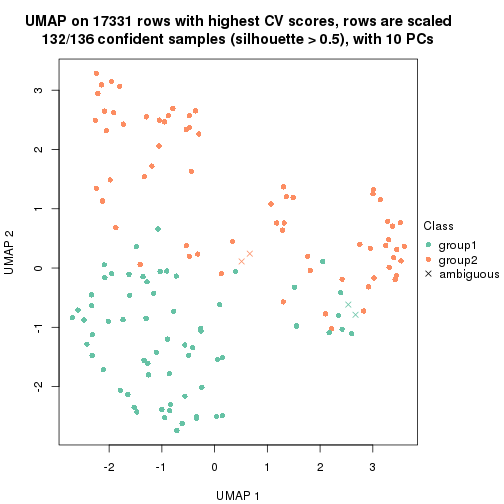 UMAP on 17331 rows with highest CV scores, rows are scaled
132/136 confident samples (silhouette > 0.5), with 10 PCs
3
2
1
0
-1
-2
UMAP 2
-2
-1
0
1
2
3
UMAP 1
Class
group1
group2
ambiguous